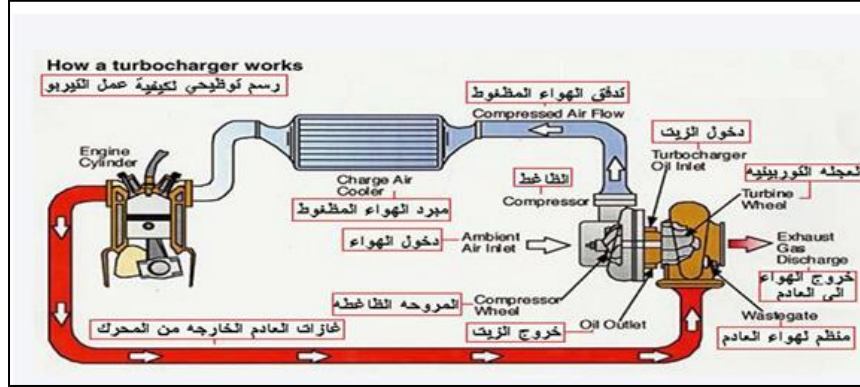 How a turbocharger works
رسم توظيحي لكيفية عمل التيربو
تدفق الهواء المظغوط
Compressed Air Flow
دخول الزيت
Turbocharger
Oil Inlet
Engine
Cylinder
Charge Air
Cooler
مبرد الهواء المظغوط
الظاغط
Compressor
العجله التوربينيه
Turbine
Wheel
دخول الهواء
Ambient
Air Inlet
Exhaust
Gas
Discharge
خروج الهواء
الى العادم
المروحه الظاغطه
Compressor
Wheel
غازات العادم الخارجه من المحرك
خروج الزيت
Oil Outlet
Wastegate
منظم لهواء العادم